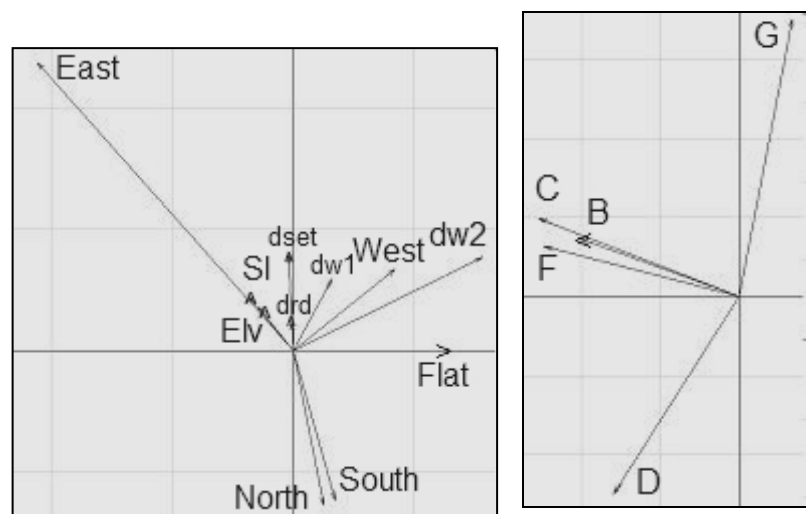 East
dset
Sl
dw1
West
dw2
drd
Elv
Flat
North
South
G
C
B
F
D